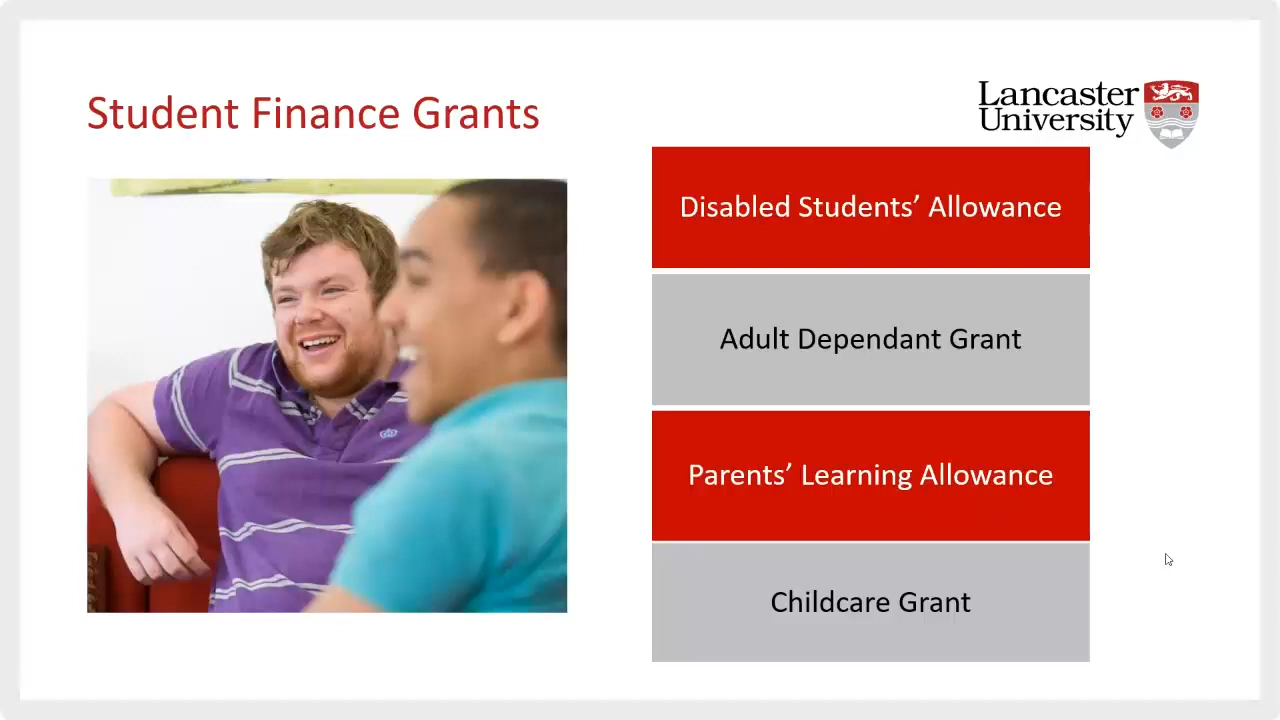 Student Finance Grants
Lancaster
University
Disabled Students’ Allowance
Adult Dependant Grant
Parents’ Learning Allowance
Childcare Grant